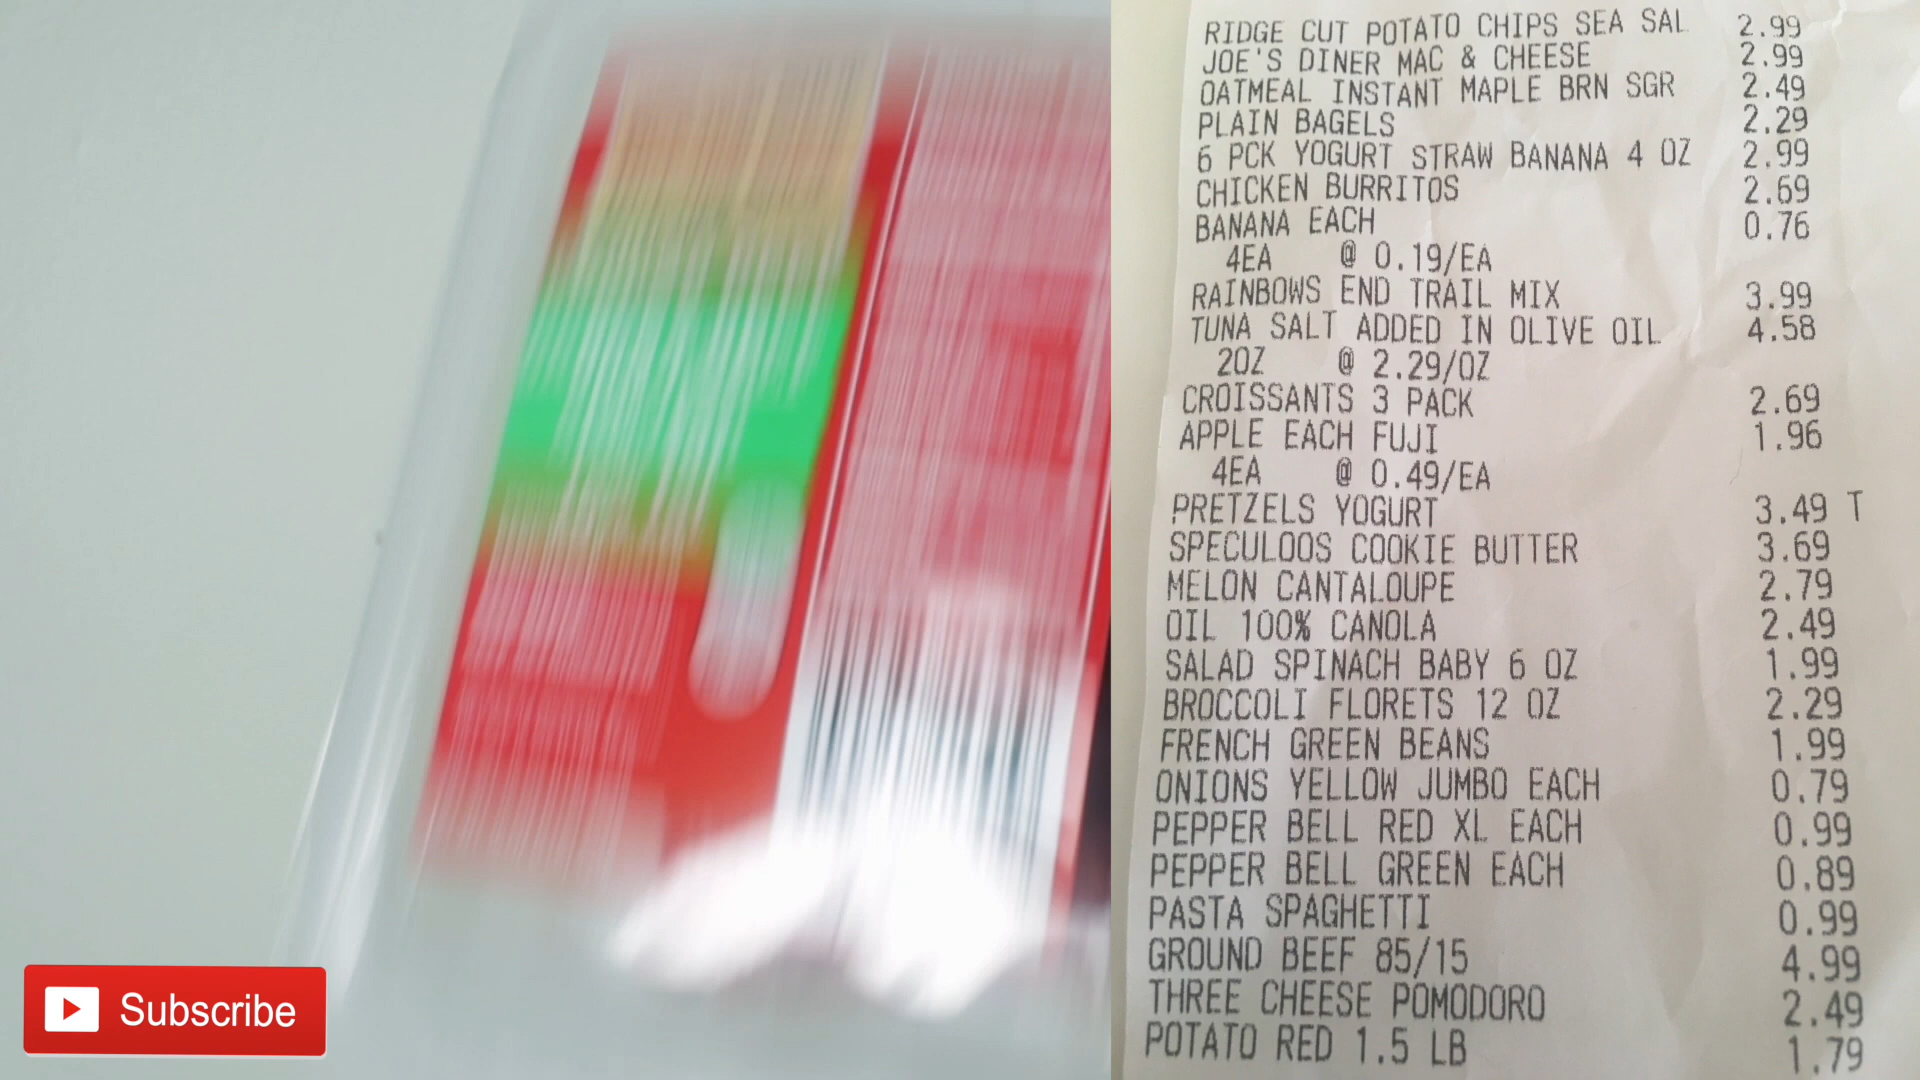 RIDGE CUT POTATO CHIPS SEA SAL 2.99
JOE'S DINER MAC & CHEESE 2.99
OATMEAL INSTANT MAPLE BRN SGR 2.49
PLAIN BAGELS 2.29
6 PCK YOGURT STRAW BANANA 4 OZ 2.99
CHICKEN BURRITOS 2.69
BANANA EACH 0.76
4EA @ 0.19/EA
RAINBOWS END TRAIL MIX 3.99
TUNA SALT ADDED IN OLIVE OIL 4.58
2OZ @ 2.29/OZ
CROISSANTS 3 PACK 2.69
APPLE EACH FUJI 1.96
4EA @ 0.49/EA
PRETZELS YOGURT 3.49 T
SPECULOOS COOKIE BUTTER 3.69
MELON CANTALOUPE 2.79
OIL 100% CANOLA 2.49
SALAD SPINACH BABY 6 OZ 1.99
BROCCOLI FLORETS 12 OZ 2.29
FRENCH GREEN BEANS 1.99
ONIONS YELLOW JUMBO EACH 0.79
PEPPER BELL RED XL EACH 0.99
PEPPER BELL GREEN EACH 0.89
PASTA SPAGHETTI 0.99
GROUND BEEF 85/15 4.99
THREE CHEESE POMODORO 2.49
POTATO RED 1.5 LB 1.79
Subscribe